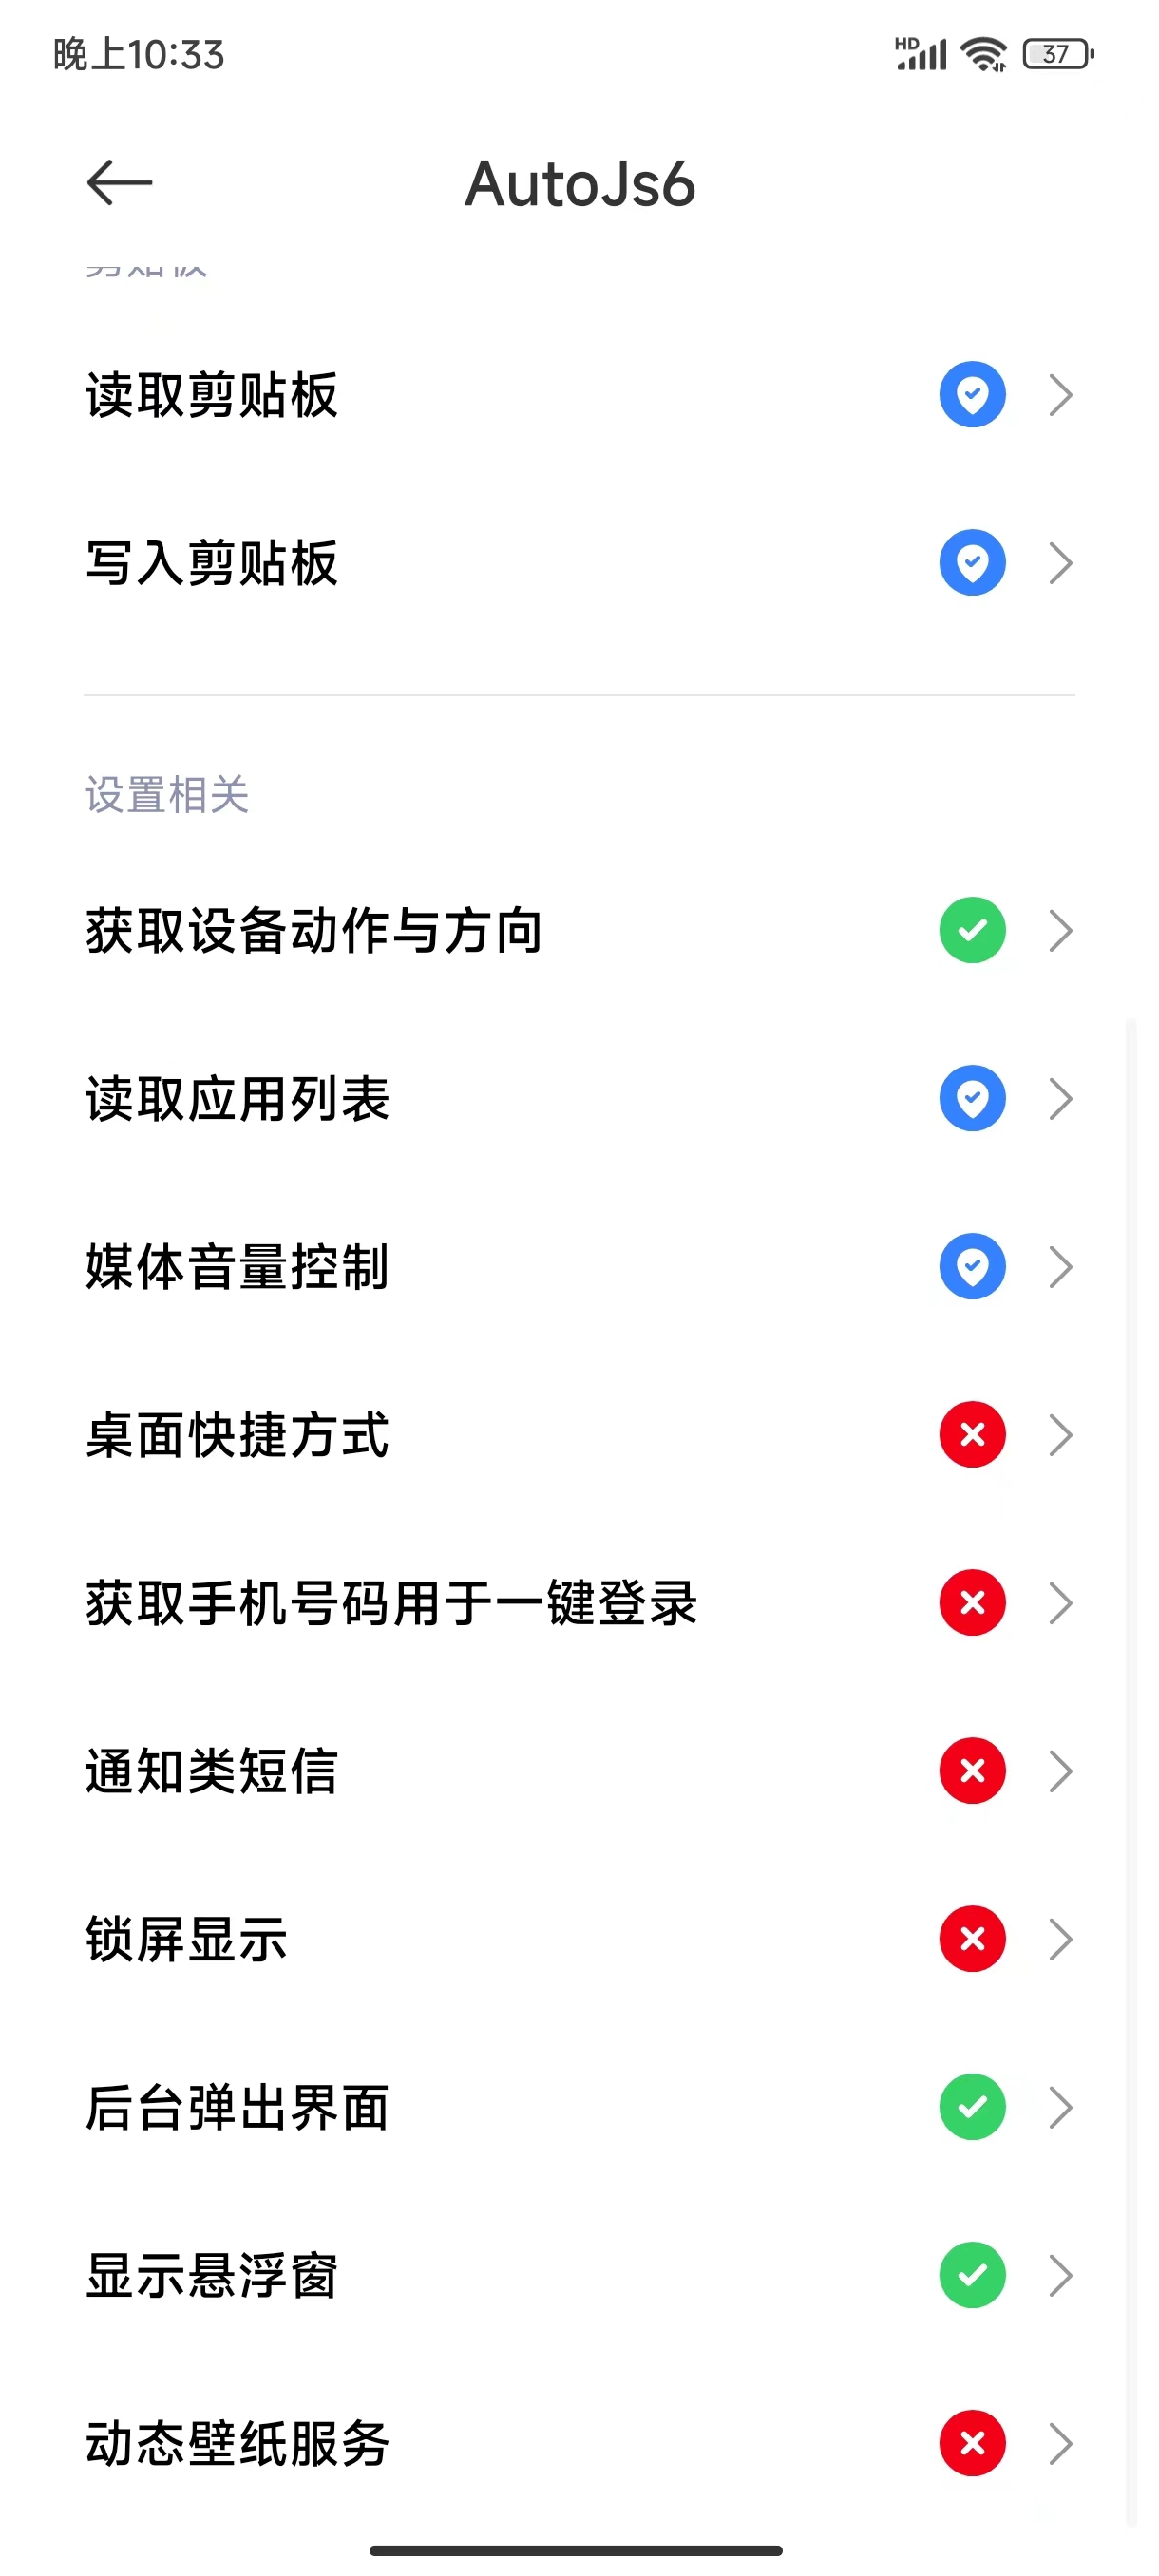 晚上10:33
HD
37
AutoJs6
剪贴板
读取剪贴板
写入剪贴板
设置相关
获取设备动作与方向
读取应用列表
媒体音量控制
桌面快捷方式
获取手机号码用于一键登录
通知类短信
锁屏显示
后台弹出界面
显示悬浮窗
动态壁纸服务